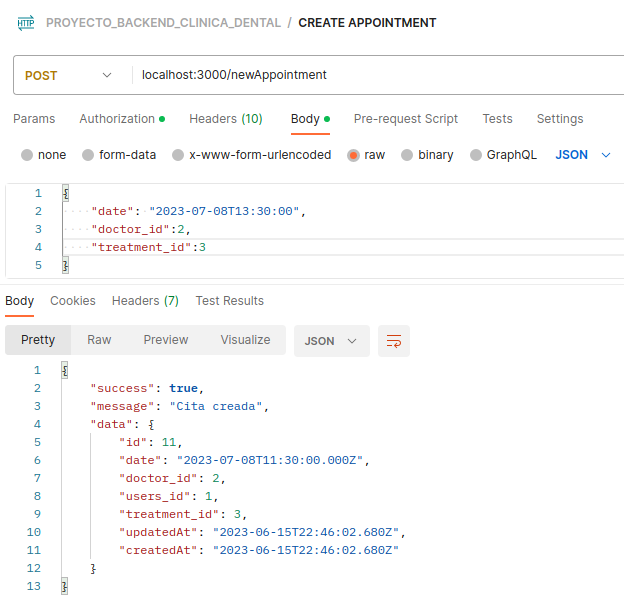 HTTP PROYECTO_BACKEND_CLINICA_DENTAL / CREATE APPOINTMENT
POST localhost:3000/newAppointment
Params Authorization Headers (10) Body Pre-request Script Tests Settings
none form-data x-www-form-urlencoded raw binary GraphQL JSON
1 {
2 "date": "2023-07-08T13:30:00",
3 "doctor_id":2,
4 "treatment_id":3
5 }
Body Cookies Headers (7) Test Results
Pretty Raw Preview Visualize JSON
1 {
2 "success": true,
3 "message": "Cita creada",
4 "data": {
5 "id": 11,
6 "date": "2023-07-08T11:30:00.000Z",
7 "doctor_id": 2,
8 "users_id": 1,
9 "treatment_id": 3,
10 "updatedAt": "2023-06-15T22:46:02.680Z",
11 "createdAt": "2023-06-15T22:46:02.680Z"
12 }
13 }